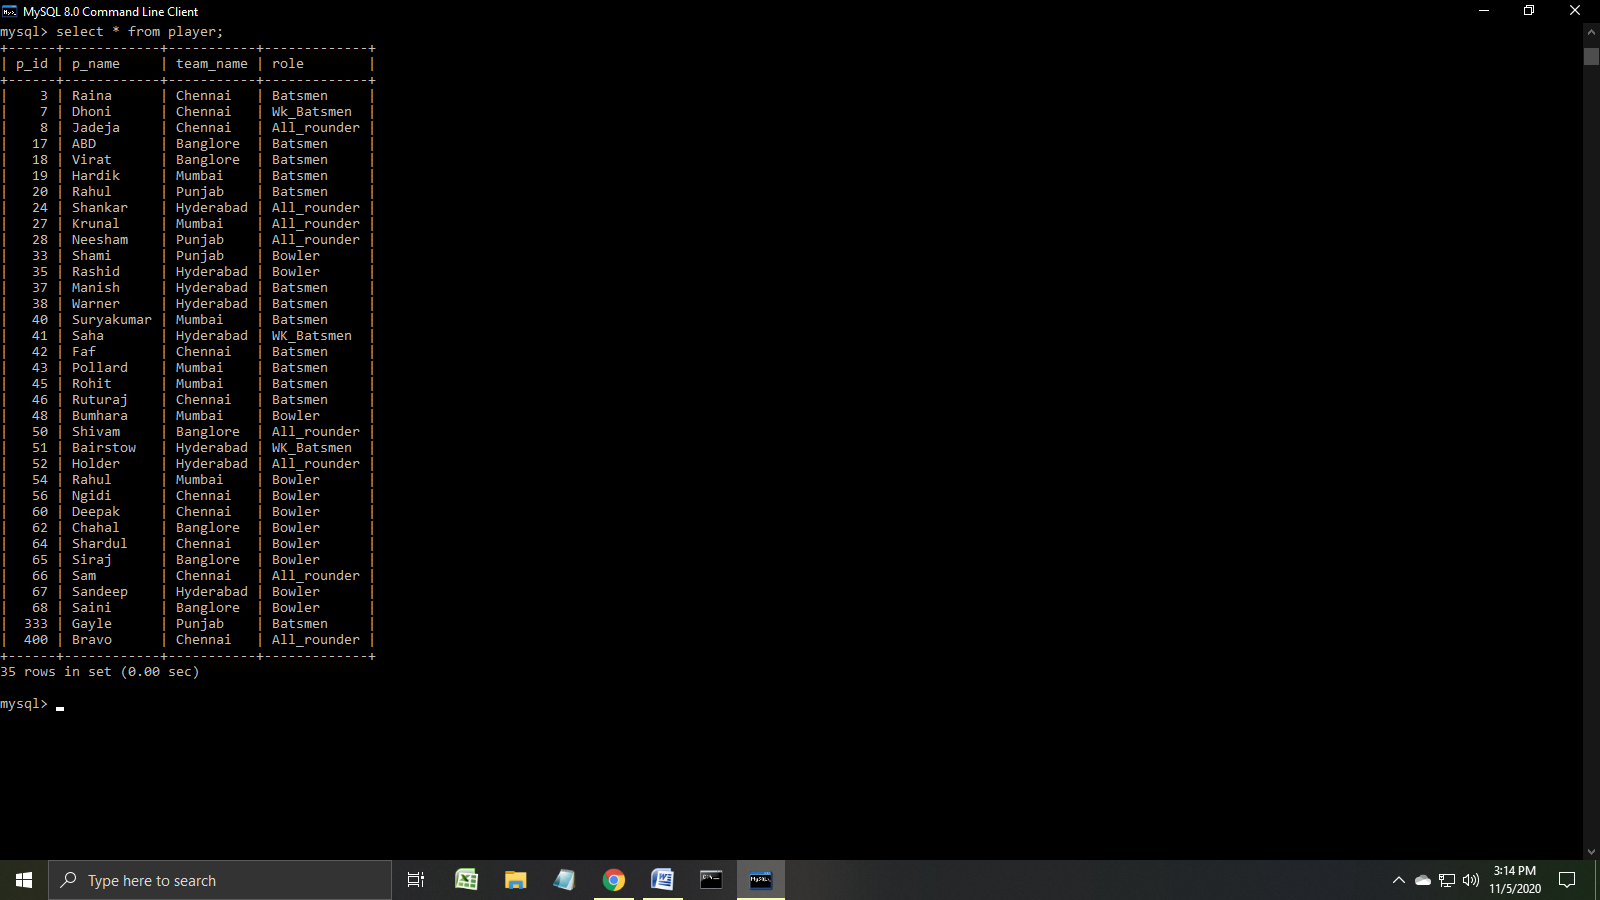 MySQL 8.0 Command Line Client
mysql> select * from player;
+------+------------+-----------+-------------+
| p_id | p_name     | team_name | role        |
+------+------------+-----------+-------------+
|    3 | Raina      | Chennai   | Batsmen     |
|    7 | Dhoni      | Chennai   | Wk_Batsmen  |
|    8 | Jadeja     | Chennai   | All_rounder |
|   17 | ABD        | Banglore  | Batsmen     |
|   18 | Virat      | Banglore  | Batsmen     |
|   19 | Hardik     | Mumbai    | Batsmen     |
|   20 | Rahul      | Punjab    | Batsmen     |
|   24 | Shankar    | Hyderabad | All_rounder |
|   27 | Krunal     | Mumbai    | All_rounder |
|   28 | Neesham    | Punjab    | All_rounder |
|   33 | Shami      | Punjab    | Bowler      |
|   35 | Rashid     | Hyderabad | Bowler      |
|   37 | Manish     | Hyderabad | Batsmen     |
|   38 | Warner     | Hyderabad | Batsmen     |
|   40 | Suryakumar | Mumbai    | Batsmen     |
|   41 | Saha       | Hyderabad | WK_Batsmen  |
|   42 | Faf        | Chennai   | Batsmen     |
|   43 | Pollard    | Mumbai    | Batsmen     |
|   45 | Rohit      | Mumbai    | Batsmen     |
|   46 | Ruturaj    | Chennai   | Batsmen     |
|   48 | Bumhara    | Mumbai    | Bowler      |
|   50 | Shivam     | Banglore  | All_rounder |
|   51 | Bairstow   | Hyderabad | WK_Batsmen  |
|   52 | Holder     | Hyderabad | All_rounder |
|   54 | Rahul      | Mumbai    | Bowler      |
|   56 | Ngidi      | Chennai   | Bowler      |
|   60 | Deepak     | Chennai   | Bowler      |
|   62 | Chahal     | Banglore  | Bowler      |
|   64 | Shardul    | Chennai   | Bowler      |
|   65 | Siraj      | Banglore  | Bowler      |
|   66 | Sam        | Chennai   | All_rounder |
|   67 | Sandeep    | Hyderabad | Bowler      |
|   68 | Saini      | Banglore  | Bowler      |
|  333 | Gayle      | Punjab    | Batsmen     |
|  400 | Bravo      | Chennai   | All_rounder |
+------+------------+-----------+-------------+
35 rows in set (0.00 sec)
mysql>
Type here to search
3:14 PM
11/5/2020